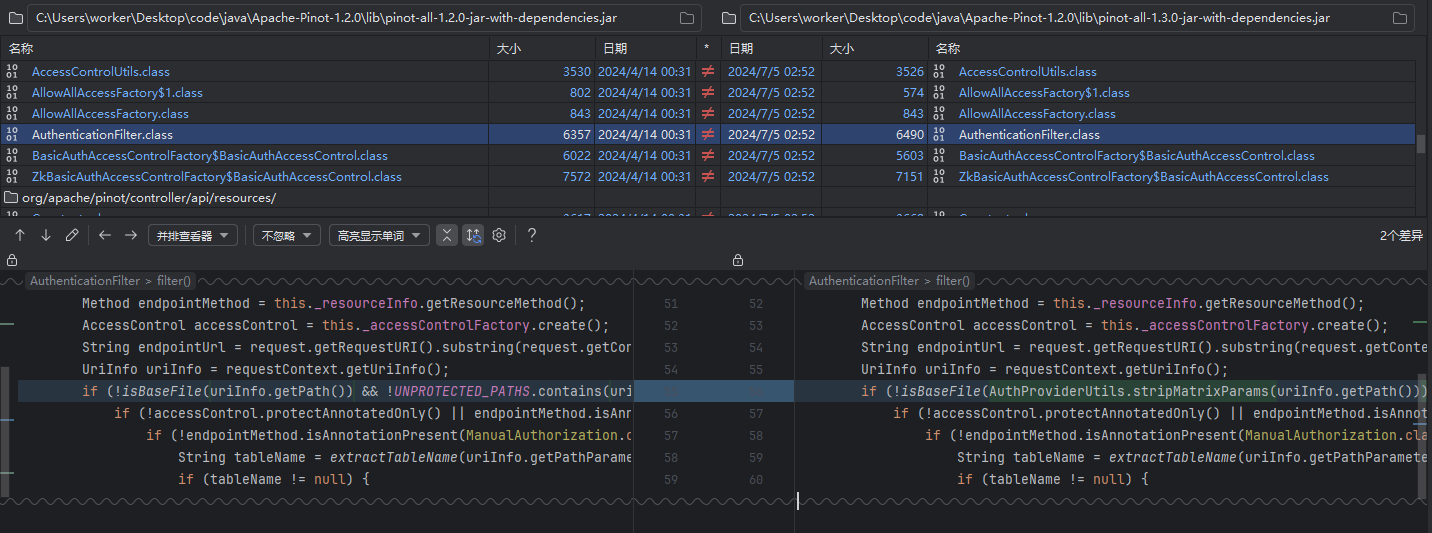 C:\Users\worker\Desktop\code\java\Apache-Pinot-1.2.0\lib\pinot-all-1.2.0-jar-with-dependencies.jar C:\Users\worker\Desktop\code\java\Apache-Pinot-1.2.0\lib\pinot-all-1.3.0-jar-with-dependencies.jar
名称 大小 日期 * 日期 大小 名称
AccessControlUtils.class 3530 2024/4/14 00:31 ≠ 2024/7/5 02:52 3526 AccessControlUtils.class
AllowAllAccessFactory$1.class 802 2024/4/14 00:31 ≠ 2024/7/5 02:52 574 AllowAllAccessFactory$1.class
AllowAllAccessFactory.class 843 2024/4/14 00:31 ≠ 2024/7/5 02:52 843 AllowAllAccessFactory.class
AuthenticationFilter.class 6357 2024/4/14 00:31 ≠ 2024/7/5 02:52 6490 AuthenticationFilter.class
BasicAuthAccessControlFactory$BasicAuthAccessControl.class 6022 2024/4/14 00:31 ≠ 2024/7/5 02:52 5603 BasicAuthAccessControlFactory$BasicAuthAccessControl.class
ZkBasicAuthAccessControlFactory$BasicAuthAccessControl.class 7572 2024/4/14 00:31 ≠ 2024/7/5 02:52 7151 ZkBasicAuthAccessControlFactory$BasicAuthAccessControl.class
org/apache/pinot/controller/api/resources/
并排查看器 不忽略 高亮显示单词 ? 2个差异
AuthenticationFilter > filter() AuthenticationFilter > filter()
Method endpointMethod = this._resourceInfo.getResourceMethod(); 51 52 Method endpointMethod = this._resourceInfo.getResourceMethod();
AccessControl accessControl = this._accessControlFactory.create(); 52 53 AccessControl accessControl = this._accessControlFactory.create();
String endpointUrl = request.getRequestURI().substring(request.getCon 53 54 String endpointUrl = request.getRequestURI().substring(request.getConte
UriInfo uriInfo = requestContext.getUriInfo(); 54 55 UriInfo uriInfo = requestContext.getUriInfo();
if (!isBaseFile(uriInfo.getPath()) && !UNPROTECTED_PATHS.contains(uri if (!isBaseFile(AuthProviderUtils.stripMatrixParams(uriInfo.getPath()))
if (!accessControl.protectAnnotatedOnly() || endpointMethod.isAnn 56 57 if (!accessControl.protectAnnotatedOnly() || endpointMethod.isAnnot
if (!endpointMethod.isAnnotationPresent(ManualAuthorization.c 57 58 if (!endpointMethod.isAnnotationPresent(ManualAuthorization.cla
String tableName = extractTableName(uriInfo.getPathParame 58 59 String tableName = extractTableName(uriInfo.getPathParamete
if (tableName != null) { 59 60 if (tableName != null) {